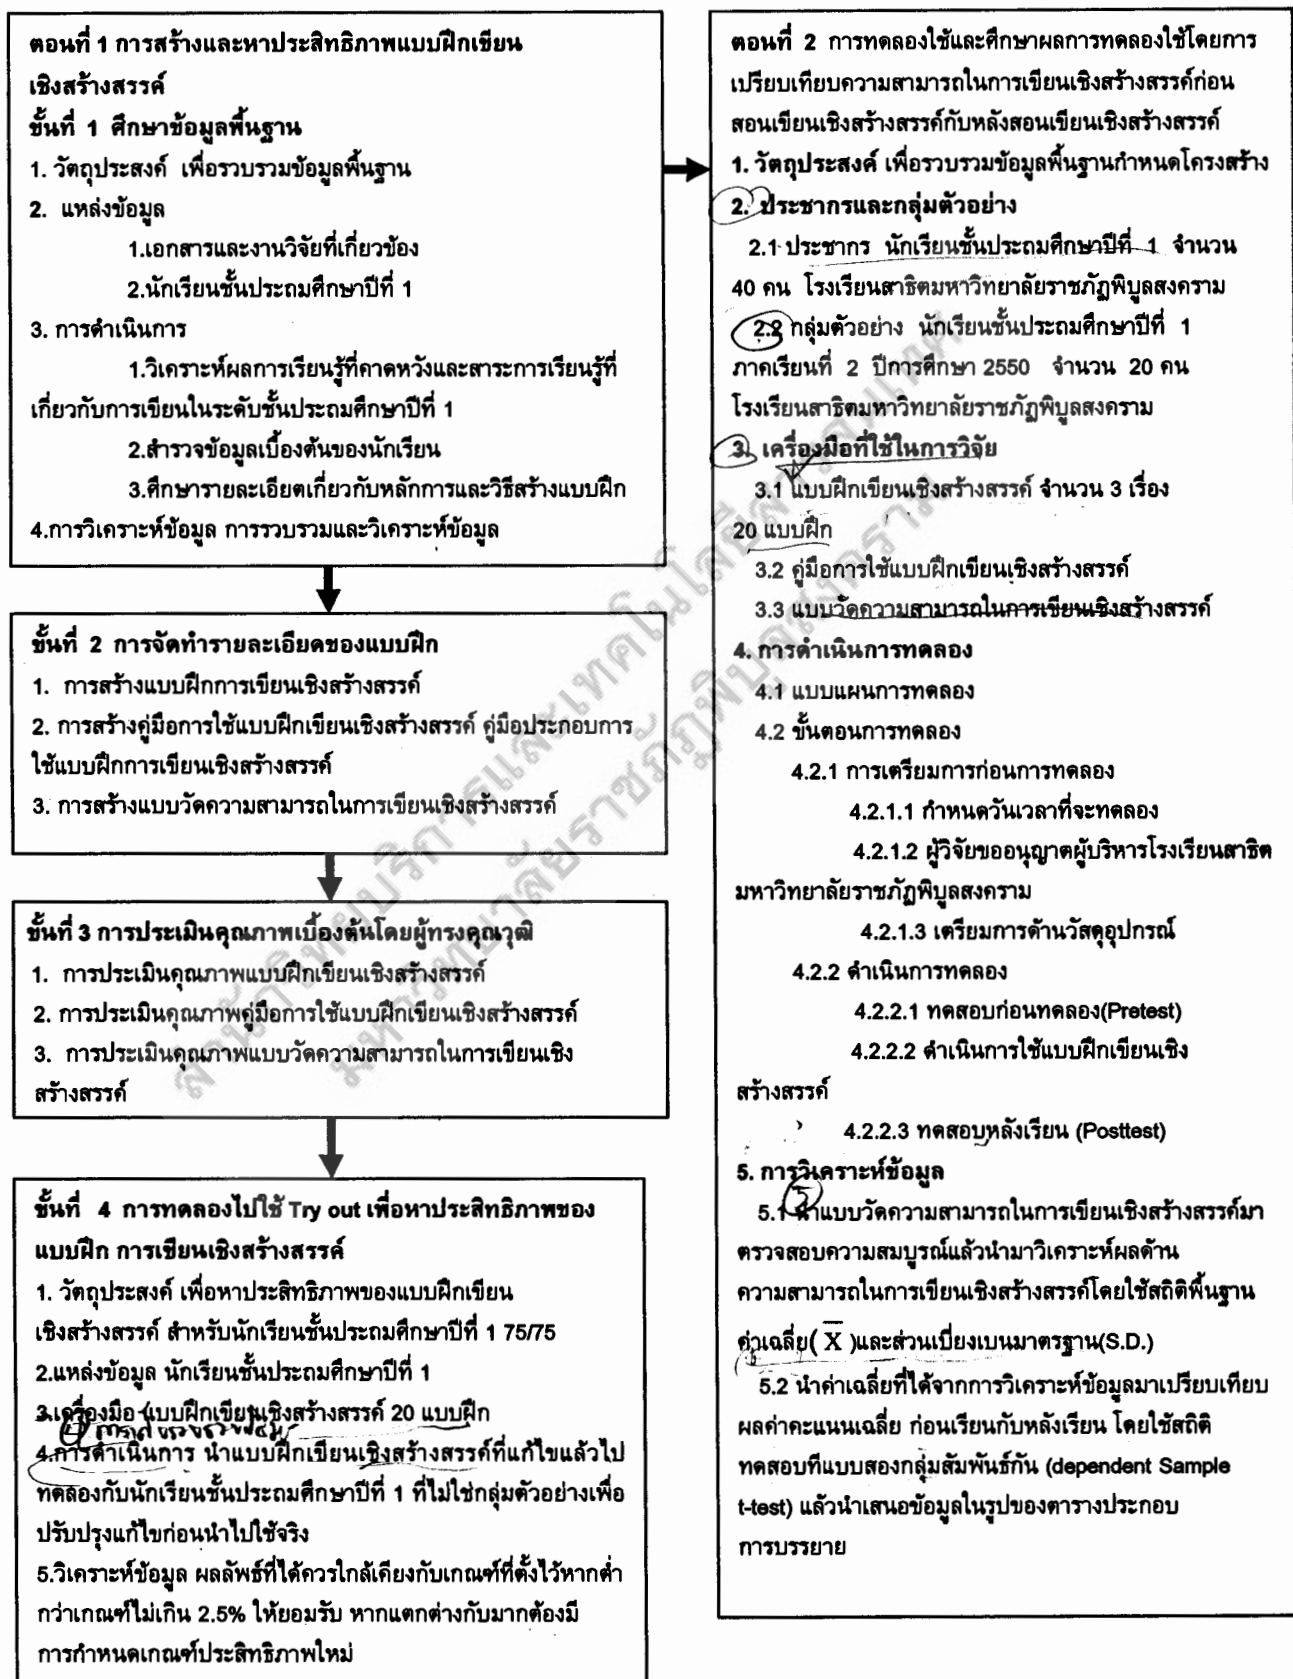 ตอนที่ 1 การสร้างและหาประสิทธิภาพแบบฝึกเขียน
เชิงสร้างสรรค์
ขั้นที่ 1 ศึกษาข้อมูลพื้นฐาน
1. วัตถุประสงค์ เพื่อรวบรวมข้อมูลพื้นฐาน
2. แหล่งข้อมูล
1.เอกสารและงานวิจัยที่เกี่ยวข้อง
2.นักเรียนชั้นประถมศึกษาปีที่ 1
3. การดำเนินการ
1.วิเคราะห์ผลการเรียนรู้ที่คาดหวังและสาระการเรียนรู้ที่
เกี่ยวกับการเขียนในระดับชั้นประถมศึกษาปีที่ 1
2.สำรวจข้อมูลเบื้องต้นของนักเรียน
3.ศึกษารายละเอียดเกี่ยวกับหลักการและวิธีสร้างแบบฝึก
4.การวิเคราะห์ข้อมูล การรวบรวมและวิเคราะห์ข้อมูล
ขั้นที่ 2 การจัดทำรายละเอียดของแบบฝึก
1. การสร้างแบบฝึกการเขียนเชิงสร้างสรรค์
2. การสร้างคู่มือการใช้แบบฝึกเขียนเชิงสร้างสรรค์ คู่มือประกอบการ
ใช้แบบฝึกการเขียนเชิงสร้างสรรค์
3. การสร้างแบบวัดความสามารถในการเขียนเชิงสร้างสรรค์
ขั้นที่ 3 การประเมินคุณภาพเบื้องต้นโดยผู้ทรงคุณวุฒิ
1. การประเมินคุณภาพแบบฝึกเขียนเชิงสร้างสรรค์
2. การประเมินคุณภาพคู่มือการใช้แบบฝึกเขียนเชิงสร้างสรรค์
3. การประเมินคุณภาพแบบวัดความสามารถในการเขียนเชิง
สร้างสรรค์
ขั้นที่ 4 การทดลองไปใช้ Try out เพื่อหาประสิทธิภาพของ
แบบฝึก การเขียนเชิงสร้างสรรค์
1. วัตถุประสงค์ เพื่อหาประสิทธิภาพของแบบฝึกเขียน
เชิงสร้างสรรค์ สำหรับนักเรียนชั้นประถมศึกษาปีที่ 1 75/75
2.แหล่งข้อมูล นักเรียนชั้นประถมศึกษาปีที่ 1
3.เครื่องมือ แบบฝึกเขียนเชิงสร้างสรรค์ 20 แบบฝึก
4.การดำเนินการ นำแบบฝึกเขียนเชิงสร้างสรรค์ที่แก้ไขแล้วไป
ทดลองกับนักเรียนชั้นประถมศึกษาปีที่ 1 ที่ไม่ใช่กลุ่มตัวอย่างเพื่อ
ปรับปรุงแก้ไขก่อนนำไปใช้จริง
5.วิเคราะห์ข้อมูล ผลลัพธ์ที่ได้ควรใกล้เคียงกับเกณฑ์ที่ตั้งไว้หากต่ำ
กว่าเกณฑ์ไม่เกิน 2.5% ให้ยอมรับ หากแตกต่างกันมากต้องมี
การกำหนดเกณฑ์ประสิทธิภาพใหม่
ตอนที่ 2 การทดลองใช้และศึกษาผลการทดลองใช้โดยการ
เปรียบเทียบความสามารถในการเขียนเชิงสร้างสรรค์ก่อน
สอนเขียนเชิงสร้างสรรค์กับหลังสอนเขียนเชิงสร้างสรรค์
1. วัตถุประสงค์ เพื่อรวบรวมข้อมูลพื้นฐานกำหนดโครงสร้าง
2. ประชากรและกลุ่มตัวอย่าง
2.1 ประชากร นักเรียนชั้นประถมศึกษาปีที่ 1 จำนวน
40 คน โรงเรียนสาธิตมหาวิทยาลัยราชภัฏพิบูลสงคราม
2.2 กลุ่มตัวอย่าง นักเรียนชั้นประถมศึกษาปีที่ 1
ภาคเรียนที่ 2 ปีการศึกษา 2550 จำนวน 20 คน
โรงเรียนสาธิตมหาวิทยาลัยราชภัฏพิบูลสงคราม
3. เครื่องมือที่ใช้ในการวิจัย
3.1 แบบฝึกเขียนเชิงสร้างสรรค์ จำนวน 3 เรื่อง
20 แบบฝึก
3.2 คู่มือการใช้แบบฝึกเขียนเชิงสร้างสรรค์
3.3 แบบวัดความสามารถในการเขียนเชิงสร้างสรรค์
4. การดำเนินการทดลอง
4.1 แบบแผนการทดลอง
4.2 ขั้นตอนการทดลอง
4.2.1 การเตรียมการก่อนการทดลอง
4.2.1.1 กำหนดวันเวลาที่จะทดลอง
4.2.1.2 ผู้วิจัยขออนุญาตผู้บริหารโรงเรียนสาธิต
มหาวิทยาลัยราชภัฏพิบูลสงคราม
4.2.1.3 เตรียมการด้านวัสดุอุปกรณ์
4.2.2 ดำเนินการทดลอง
4.2.2.1 ทดสอบก่อนทดลอง(Pretest)
4.2.2.2 ดำเนินการใช้แบบฝึกเขียนเชิง
สร้างสรรค์
4.2.2.3 ทดสอบหลังเรียน (Posttest)
5. การวิเคราะห์ข้อมูล
5
5.1 นำแบบวัดความสามารถในการเขียนเชิงสร้างสรรค์มา
ตรวจสอบความสมบูรณ์แล้วนำมาวิเคราะห์ผลด้าน
ความสามารถในการเขียนเชิงสร้างสรรค์โดยใช้สถิติพื้นฐาน
ค่าเฉลี่ย( X̄ )และส่วนเบี่ยงเบนมาตรฐาน(S.D.)
5.2 นำค่าเฉลี่ยที่ได้จากการวิเคราะห์ข้อมูลมาเปรียบเทียบ
ผลค่าคะแนนเฉลี่ย ก่อนเรียนกับหลังเรียน โดยใช้สถิติ
ทดสอบทีแบบสองกลุ่มสัมพันธ์กัน (dependent Sample
t-test) แล้วนำเสนอข้อมูลในรูปของตารางประกอบ
การบรรยาย
สำนักวิทยบริการและเทคโนโลยีสารสนเทศ
มหาวิทยาลัยราชภัฏพิบูลสงคราม